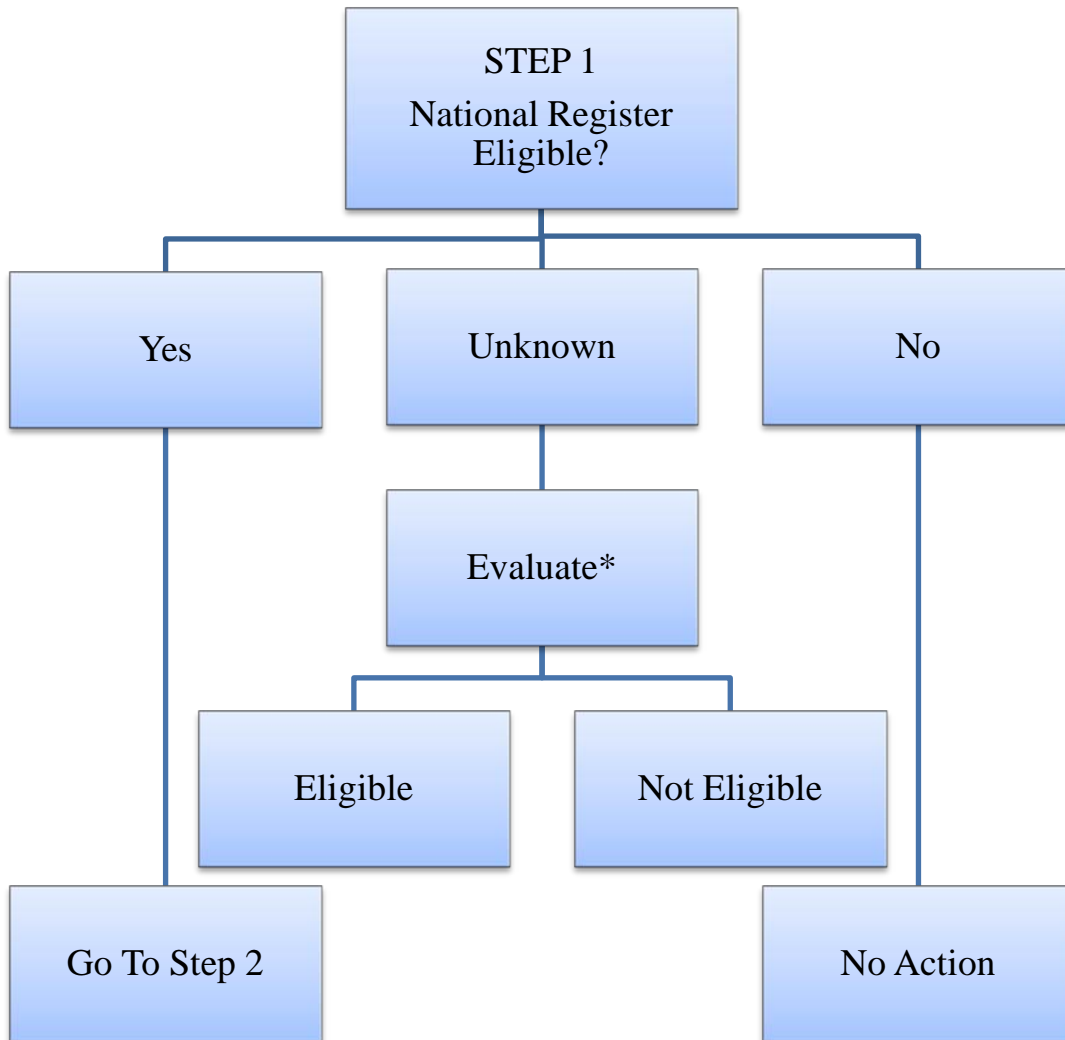 STEP 1
National Register
Eligible?
Yes
Unknown
No
Evaluate*
Eligible
Not Eligible
Go To Step 2
No Action